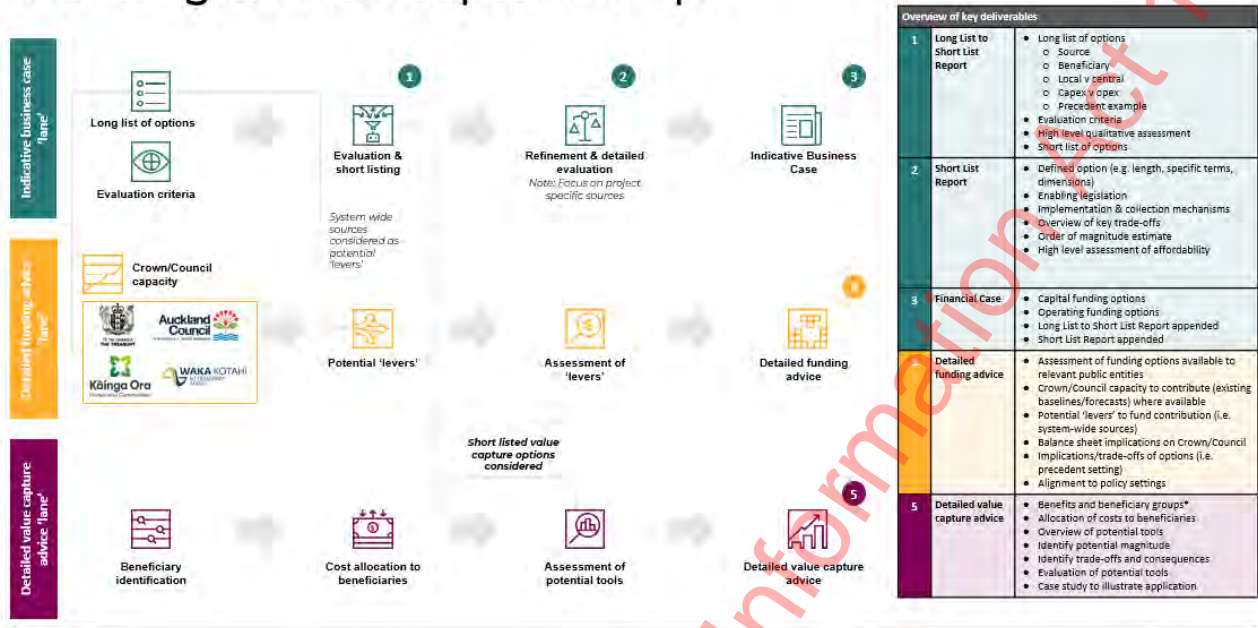 Indicative business case
'lane'
Long list of options
Evaluation criteria
1
Evaluation &
short listing
2
Refinement & detailed
evaluation
Note: Focus on project
specific sources
3
Indicative Business
Case
System wide
sources
considered as
potential
'levers'
Detailed funding advice
'lane'
Crown/Council
capacity
THE TREASURY
Auckland
Council
Kāinga Ora
WAKA KOTAHI
Potential 'levers'
Assessment of
'levers'
Detailed funding
advice
Short listed value
capture options
considered
Detailed value capture
advice 'lane'
Beneficiary
identification
Cost allocation to
beneficiaries
Assessment of
potential tools
5
Detailed value capture
advice
Overview of key deliverables
1
Long List to
Short List
Report
• Long list of options
o Source
o Beneficiary
o Local v central
o Capex v opex
o Precedent example
• Evaluation criteria
• High level qualitative assessment
• Short list of options
2
Short List
Report
• Defined option (e.g. length, specific terms,
dimensions)
• Enabling legislation
• Implementation & collection mechanisms
• Overview of key trade-offs
• Order of magnitude estimate
• High level assessment of affordability
3
Financial Case
• Capital funding options
• Operating funding options
• Long List to Short List Report appended
• Short List Report appended
Detailed
funding advice
• Assessment of funding options available to
relevant public entities
• Crown/Council capacity to contribute (existing
baselines/forecasts) where available
• Potential 'levers' to fund contribution (i.e.
system-wide sources)
• Balance sheet implications on Crown/Council
• Implications/trade-offs of options (i.e.
precedent setting)
• Alignment to policy settings
5
Detailed value
capture advice
• Benefits and beneficiary groups*
• Allocation of costs to beneficiaries
• Overview of potential tools
• Identify potential magnitude
• Identify trade-offs and consequences
• Evaluation of potential tools
• Case study to illustrate application
Information Act